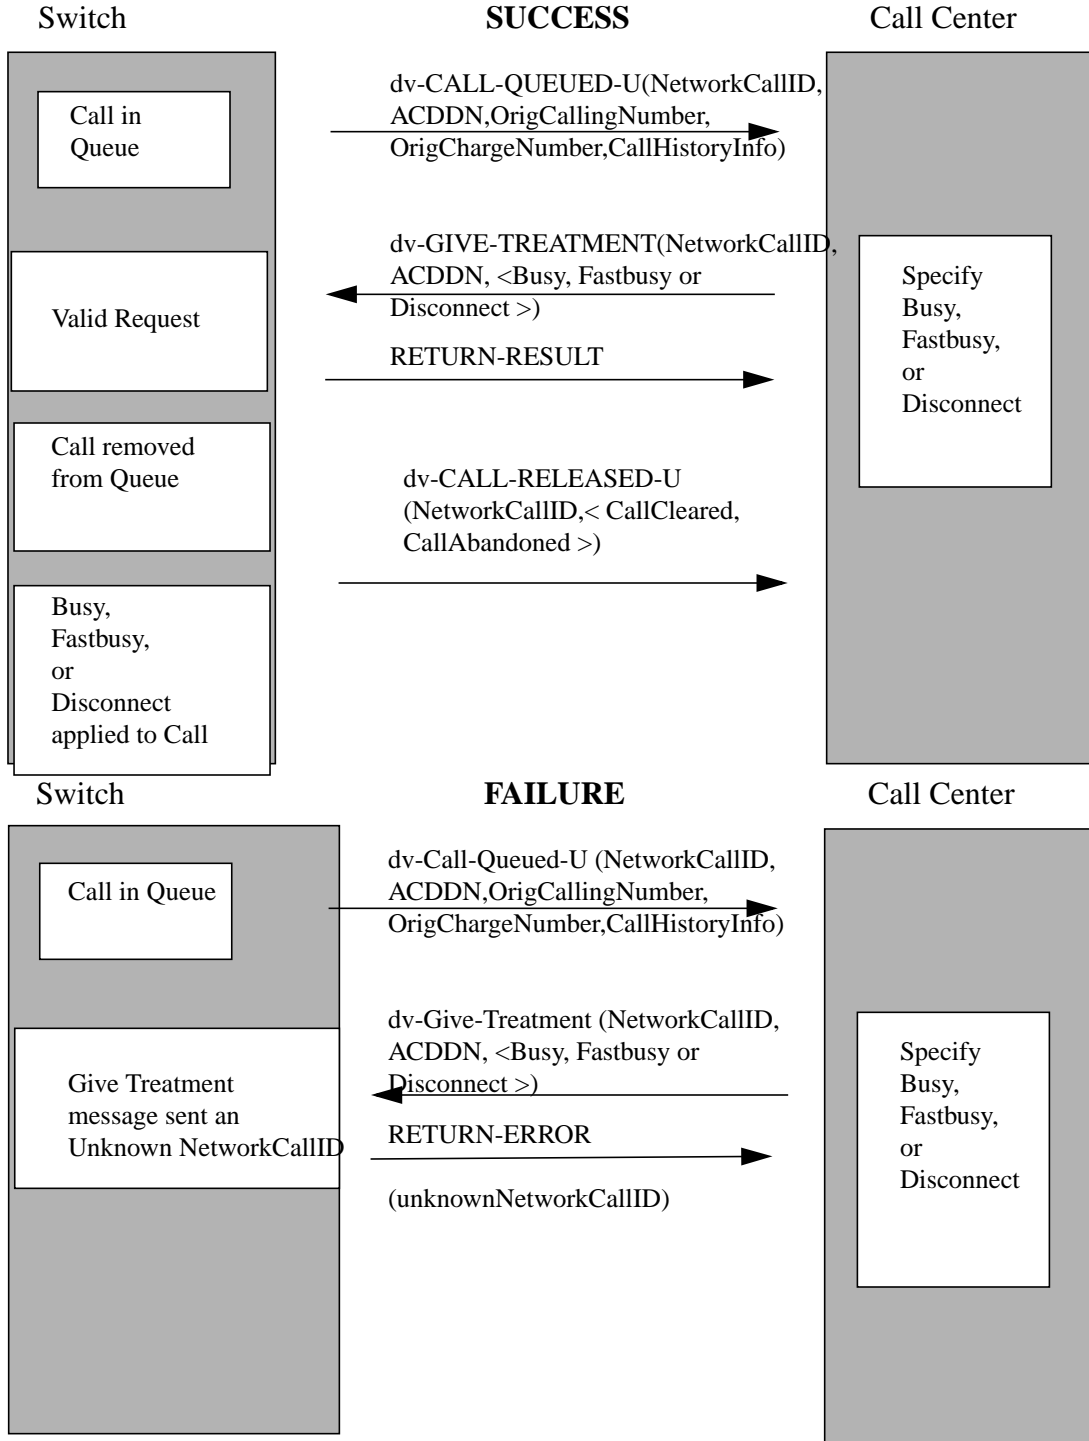 Switch
SUCCESS
Call Center
Call in
Queue
dv-CALL-QUEUED-U(NetworkCallID,
ACDDN,OrigCallingNumber,
OrigChargeNumber,CallHistoryInfo)
dv-GIVE-TREATMENT(NetworkCallID,
ACDDN, <Busy, Fastbusy or
Disconnect >)
Specify
Busy,
Fastbusy,
or
Disconnect
Valid Request
RETURN-RESULT
Call removed
from Queue
dv-CALL-RELEASED-U
(NetworkCallID,< CallCleared,
CallAbandoned >)
Busy,
Fastbusy,
or
Disconnect
applied to Call
Switch
FAILURE
Call Center
Call in Queue
dv-Call-Queued-U (NetworkCallID,
ACDDN,OrigCallingNumber,
OrigChargeNumber,CallHistoryInfo)
dv-Give-Treatment (NetworkCallID,
ACDDN, <Busy, Fastbusy or
Disconnect >)
Specify
Busy,
Fastbusy,
or
Disconnect
Give Treatment
message sent an
Unknown NetworkCallID
RETURN-ERROR
(unknownNetworkCallID)